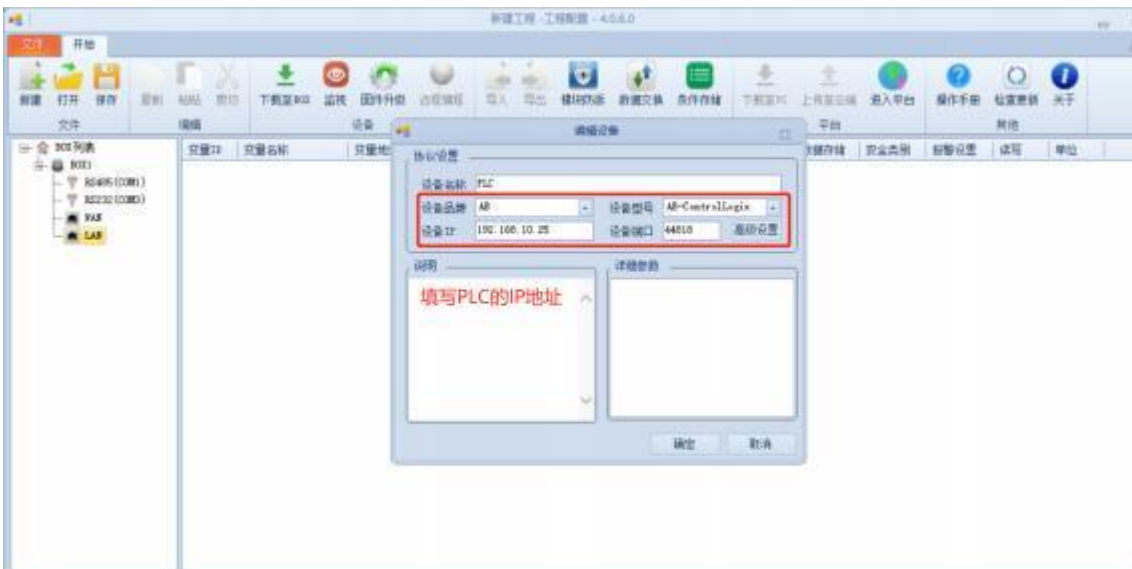 新建工程 -工程配置 - 4.0.6.0
文件 开始
新建 打开 保存 复制 粘贴 剪切 下载至BOX 监视 固件升级 远程编程 导入 导出 模块防版 数据交换 条件存储 下载至PC 上传至云端 进入平台 操作手册 检查更新 关于
文件 编辑 设备 平台 其他
BOX列表
BOX1
RS485(COM1)
RS232(COM3)
WAN
LAN
变量ID 变量名称 变量地 数据存储 安全类别 报警设置 读写 单位
编辑设备
协议设置
设备名称 PLC
设备品牌 AB 设备型号 AB-ControlLogix
设备IP 192.168.10.25 设备端口 44818 高级设置
说明 详细参数
填写PLC的IP地址
确定 取消